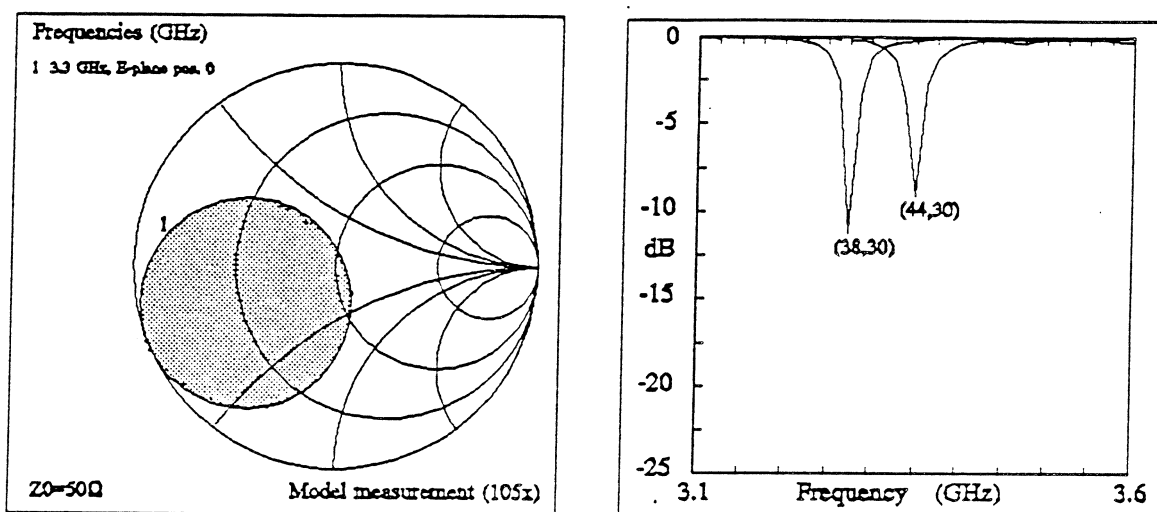 Frequencies (GHz)
1 3.3 GHz, E-plane pos. 6
1
Z0=50Ω
Model measurement (105x)
0
-5
-10
dB
-15
-20
-25
(38,30)
(44,30)
3.1
Frequency (GHz)
3.6